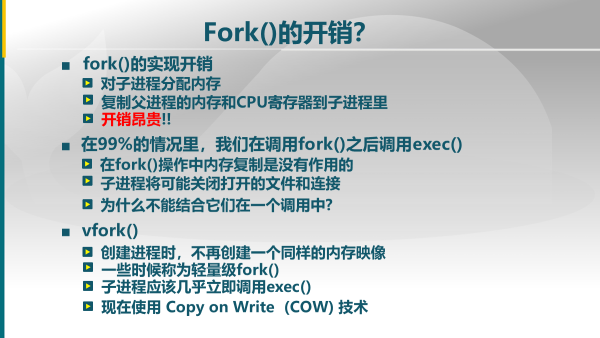 Fork()的开销?
fork()的实现开销
对子进程分配内存
复制父进程的内存和CPU寄存器到子进程里
开销昂贵!!
在99%的情况里，我们在调用fork()之后调用exec()
在fork()操作中内存复制是没有作用的
子进程将可能关闭打开的文件和连接
为什么不能结合它们在一个调用中?
vfork()
创建进程时，不再创建一个同样的内存映像
一些时候称为轻量级fork()
子进程应该几乎立即调用exec()
现在使用 Copy on Write（COW) 技术